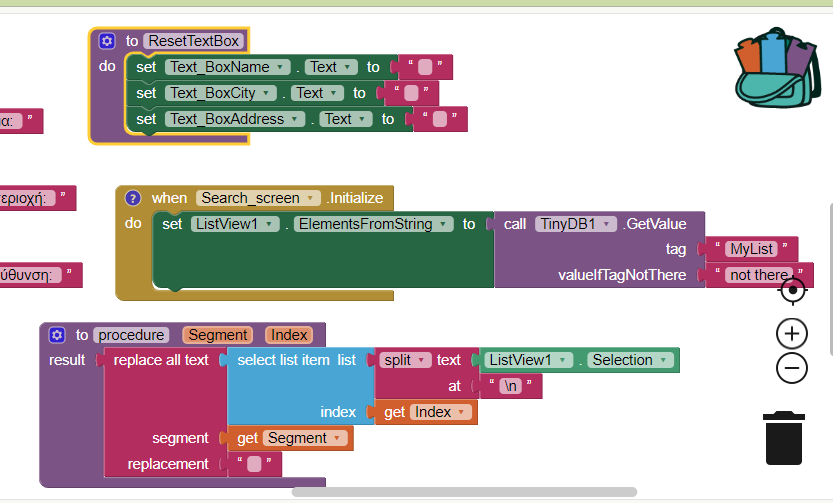 to ResetTextBox
do set Text_BoxName . Text to “ ”
set Text_BoxCity . Text to “ ”
set Text_BoxAddress . Text to “ ”
α: ”
εριοχή: ”
ύθυνση: ”
? when Search_screen .Initialize
do set ListView1 . ElementsFromString to call TinyDB1 .GetValue
tag “ MyList ”
valueIfTagNotThere “ not there ”
to procedure Segment Index
result replace all text select list item list split text ListView1 . Selection
at “ \n ”
index get Index
segment get Segment
replacement “ ”